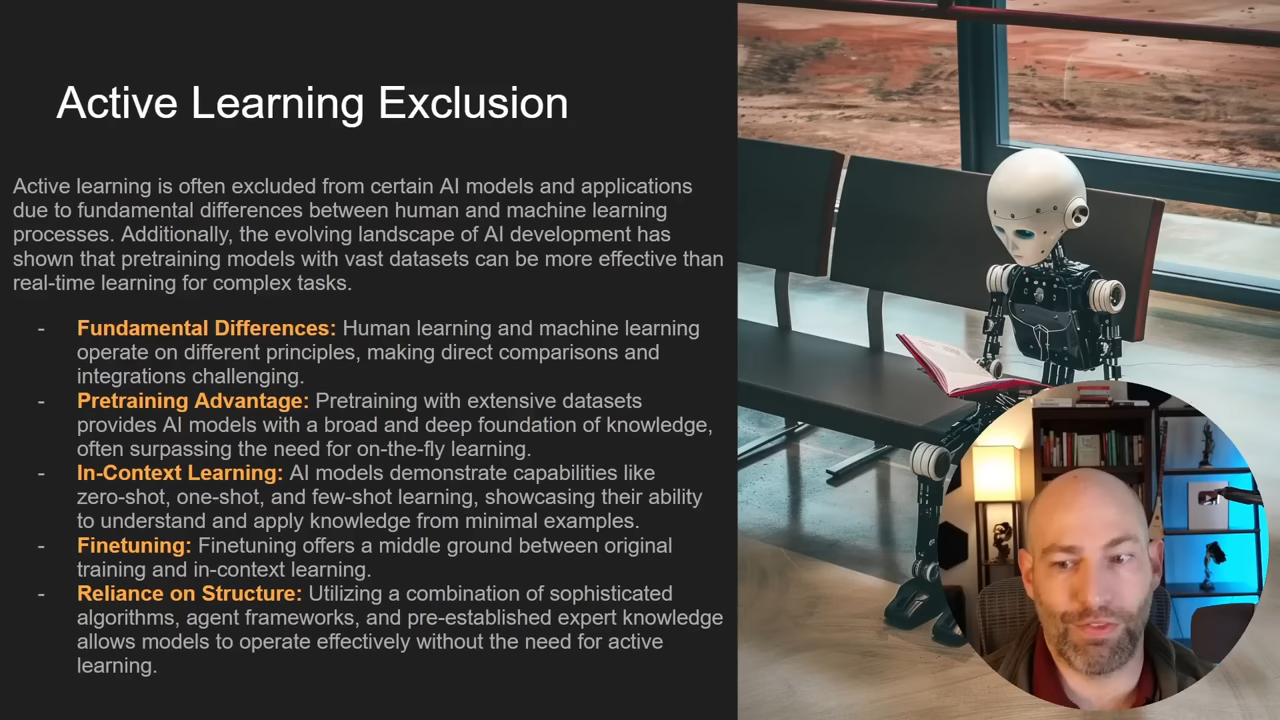 Active Learning Exclusion
Active learning is often excluded from certain AI models and applications
due to fundamental differences between human and machine learning
processes. Additionally, the evolving landscape of AI development has
shown that pretraining models with vast datasets can be more effective than
real-time learning for complex tasks.
- Fundamental Differences: Human learning and machine learning
operate on different principles, making direct comparisons and
integrations challenging.
- Pretraining Advantage: Pretraining with extensive datasets
provides AI models with a broad and deep foundation of knowledge,
often surpassing the need for on-the-fly learning.
- In-Context Learning: AI models demonstrate capabilities like
zero-shot, one-shot, and few-shot learning, showcasing their ability
to understand and apply knowledge from minimal examples.
- Finetuning: Finetuning offers a middle ground between original
training and in-context learning.
- Reliance on Structure: Utilizing a combination of sophisticated
algorithms, agent frameworks, and pre-established expert knowledge
allows models to operate effectively without the need for active
learning.